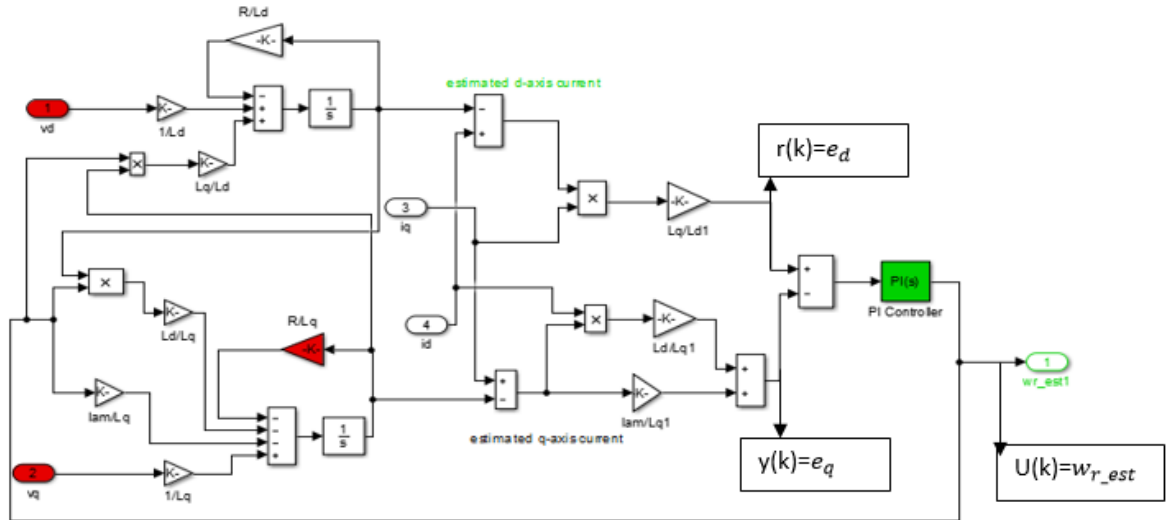 R/Ld
-K-
estimated d-axis current
1
vd
K-
1/Ld
-
+
+
1
s
-
+
r(k)=e_d
×
K-
Lq/Ld
3
iq
×
-K-
Lq/Ld1
+
-
PI(s)
PI Controller
×
K-
Ld/Lq
4
id
×
-K-
Ld/Lq1
R/Lq
-K-
1
wr_est1
K-
lam/Lq
+
-
K-
lam/Lq1
+
+
-
-
-
+
1
s
estimated q-axis current
2
vq
K-
1/Lq
y(k)=e_q
U(k)=w_r_est